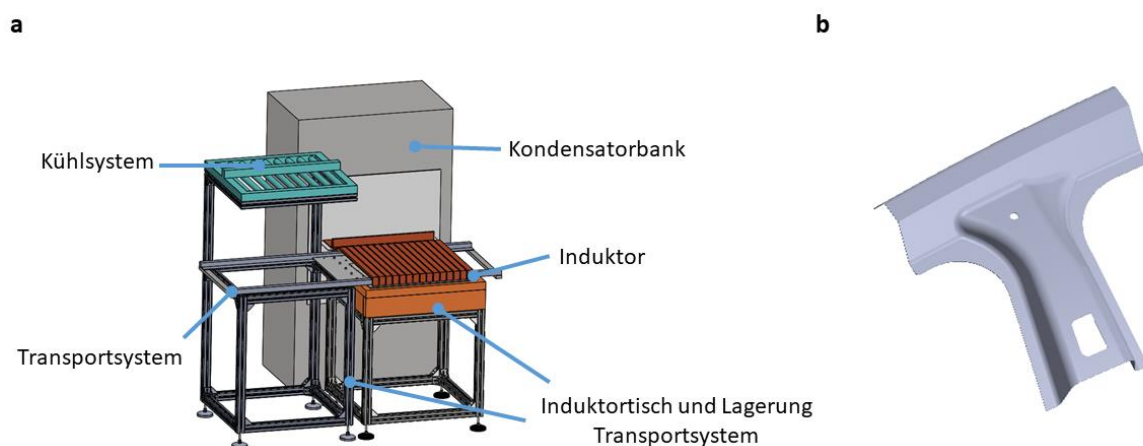 a
b
Kühlsystem
Kondensatorbank
Induktor
Transportsystem
Induktortisch und Lagerung
Transportsystem